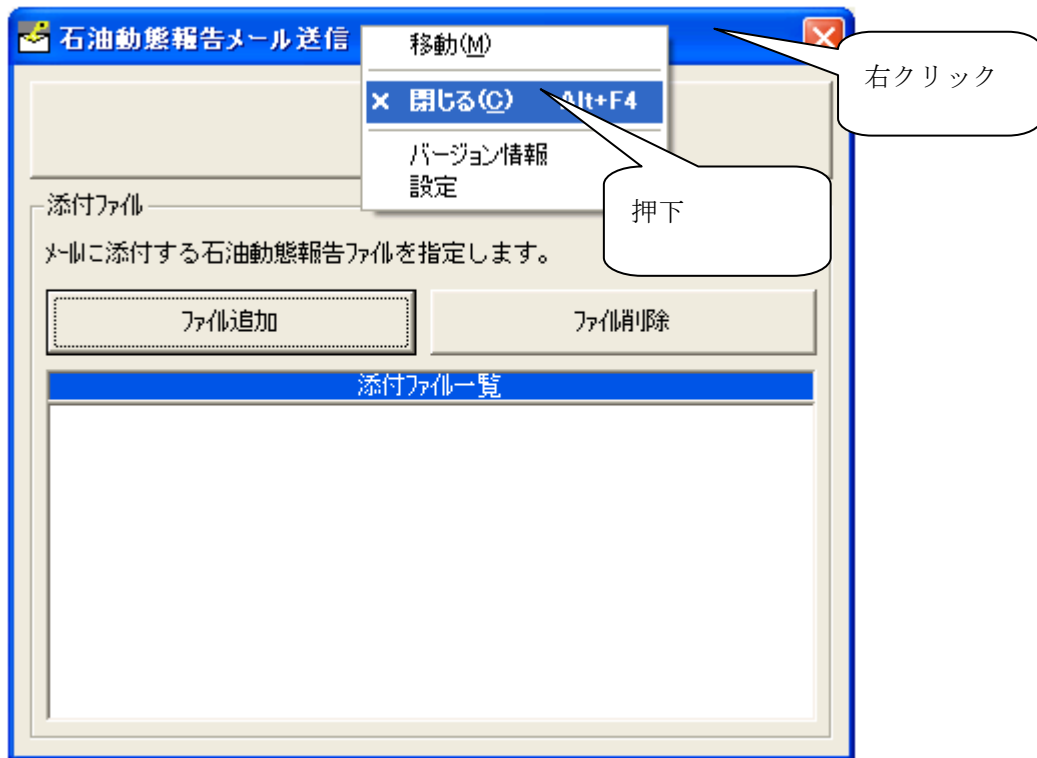 石油動態報告メール送信
移動(M)
右クリック
× 閉じる(C) Alt+F4
バージョン情報
設定
押下
添付ファイル
メールに添付する石油動態報告ファイルを指定します。
ファイル追加
ファイル削除
添付ファイル一覧